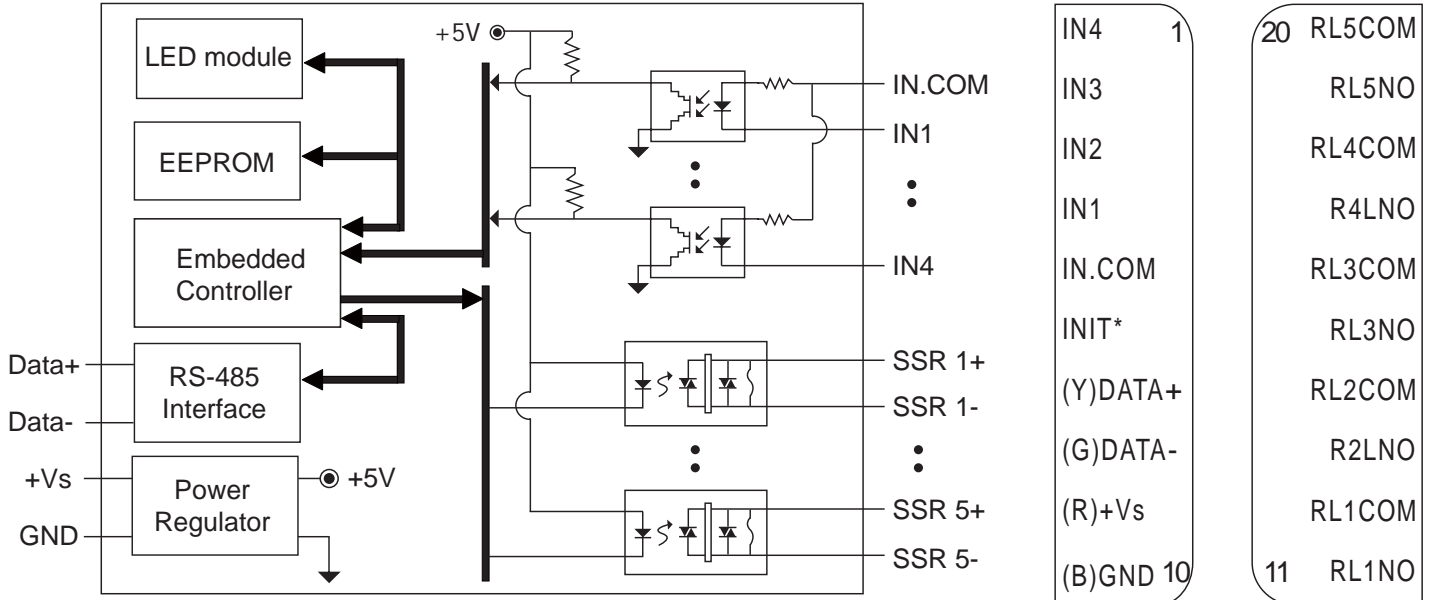 +5V
LED module
EEPROM
Embedded
Controller
RS-485
Interface
Power
Regulator
+5V
Data+
Data-
+Vs
GND
IN.COM
IN1
IN4
SSR 1+
SSR 1-
SSR 5+
SSR 5-
IN4 1
IN3
IN2
IN1
IN.COM
INIT*
(Y)DATA+
(G)DATA-
(R)+Vs
(B)GND 10
20 RL5COM
RL5NO
RL4COM
R4LNO
RL3COM
RL3NO
RL2COM
R2LNO
RL1COM
11 RL1NO